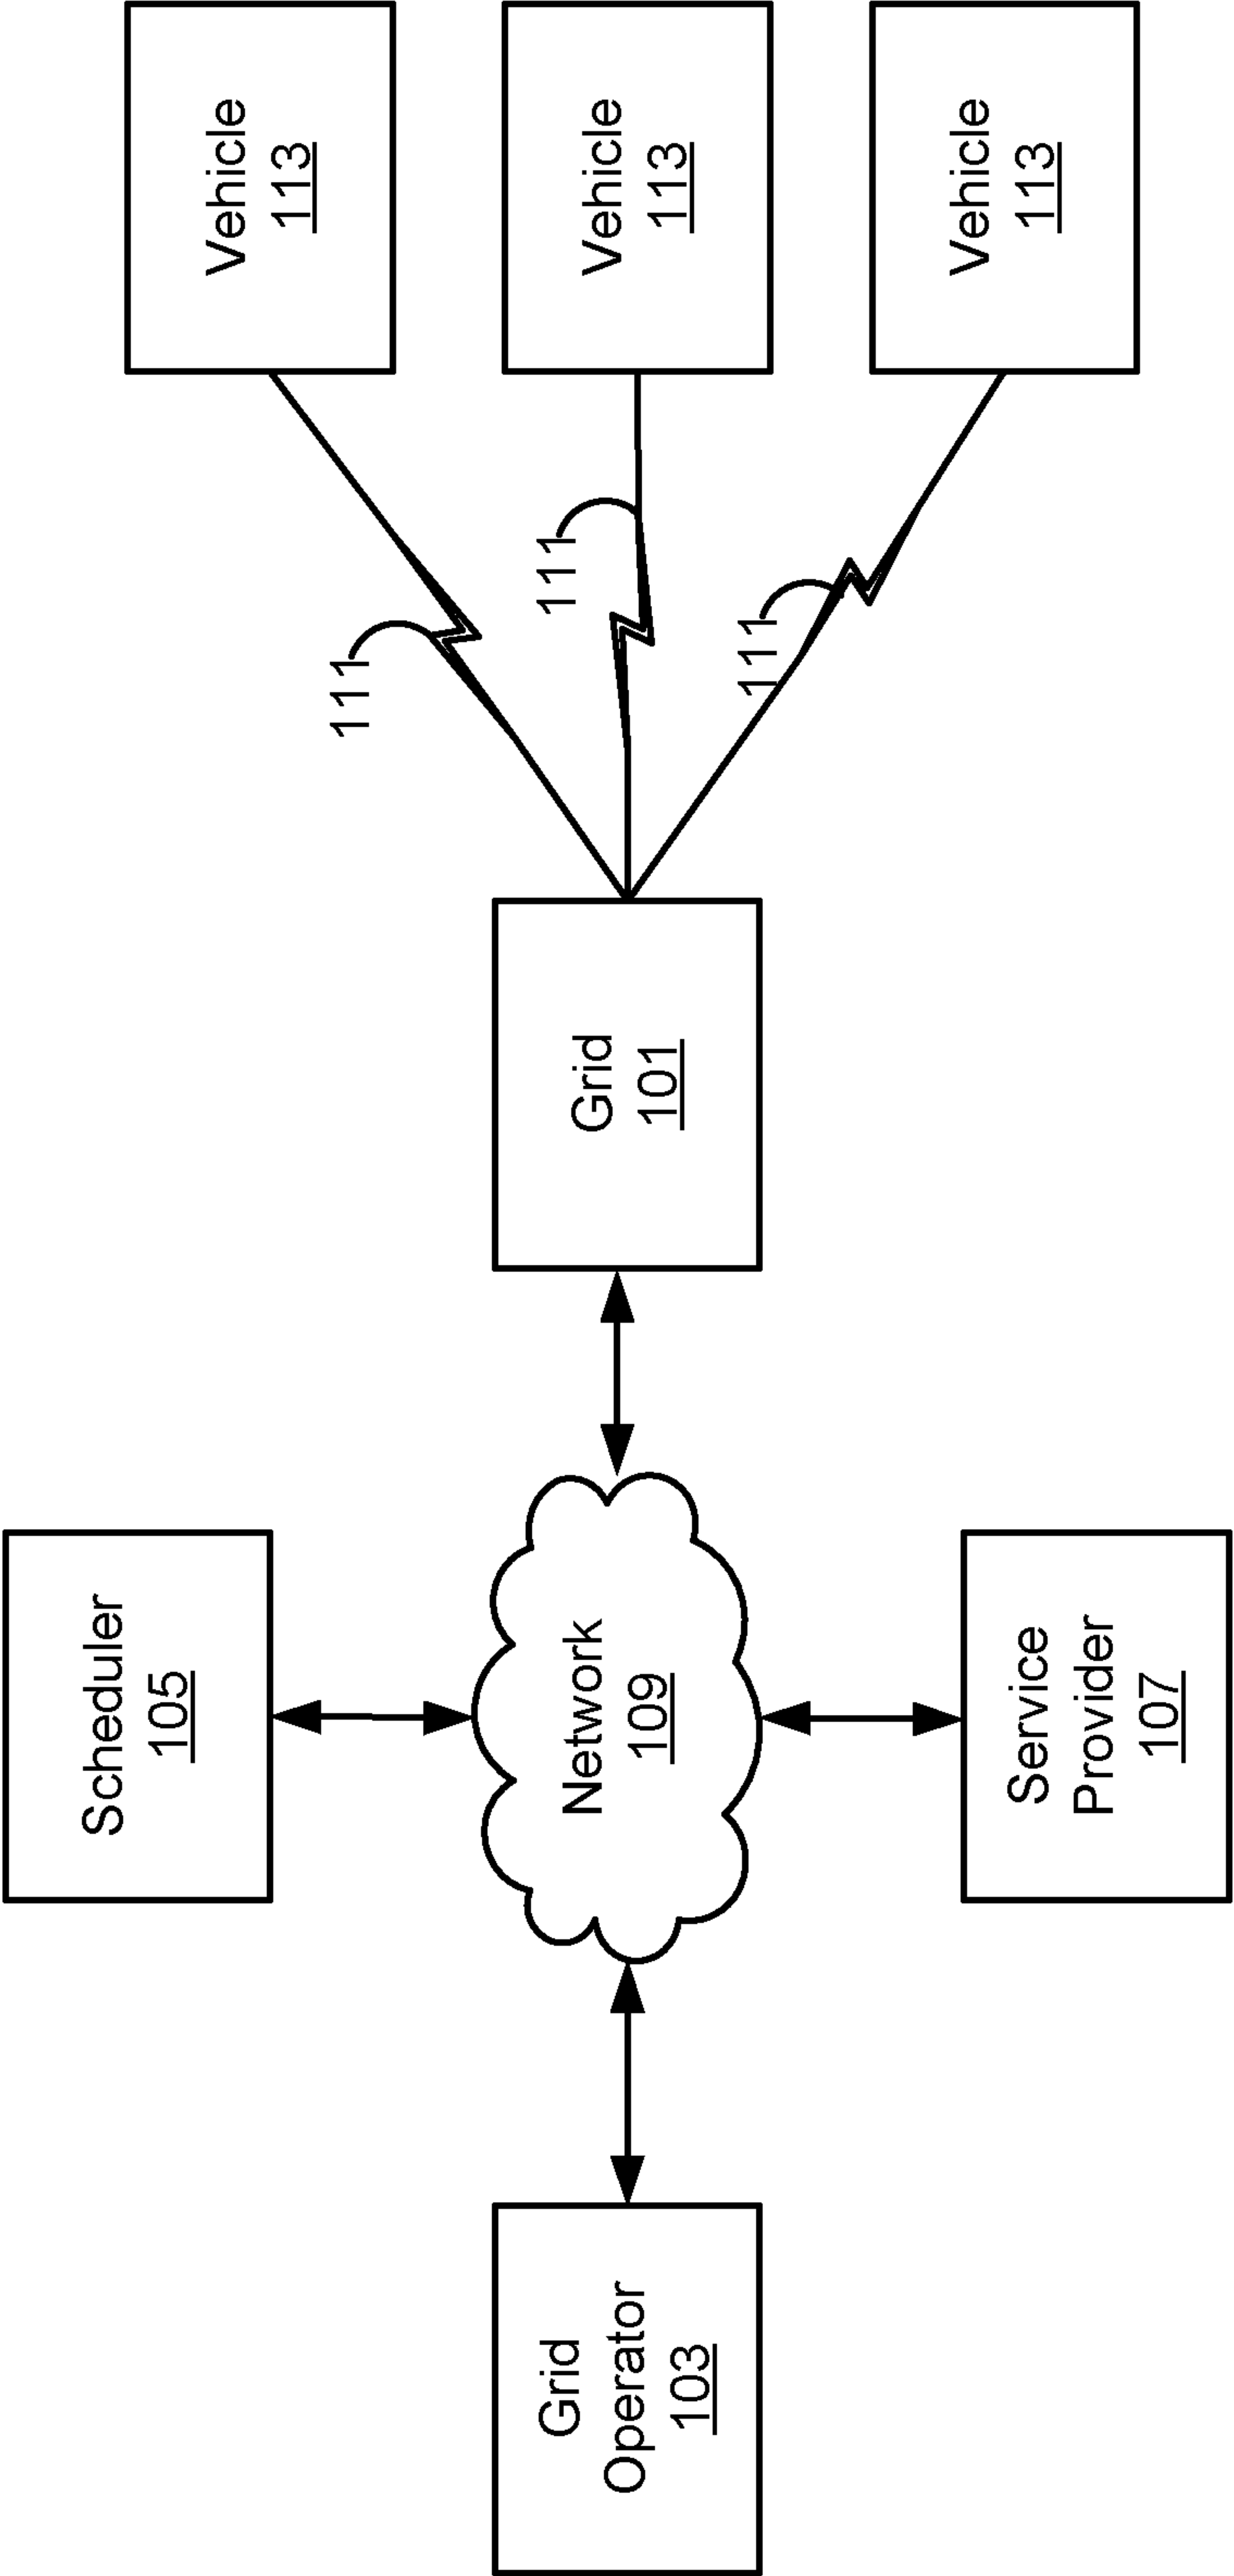 Scheduler
105
Vehicle
113
111
Grid
Operator
103
Network
109
Grid
101
111
Vehicle
113
111
Service
Provider
107
Vehicle
113